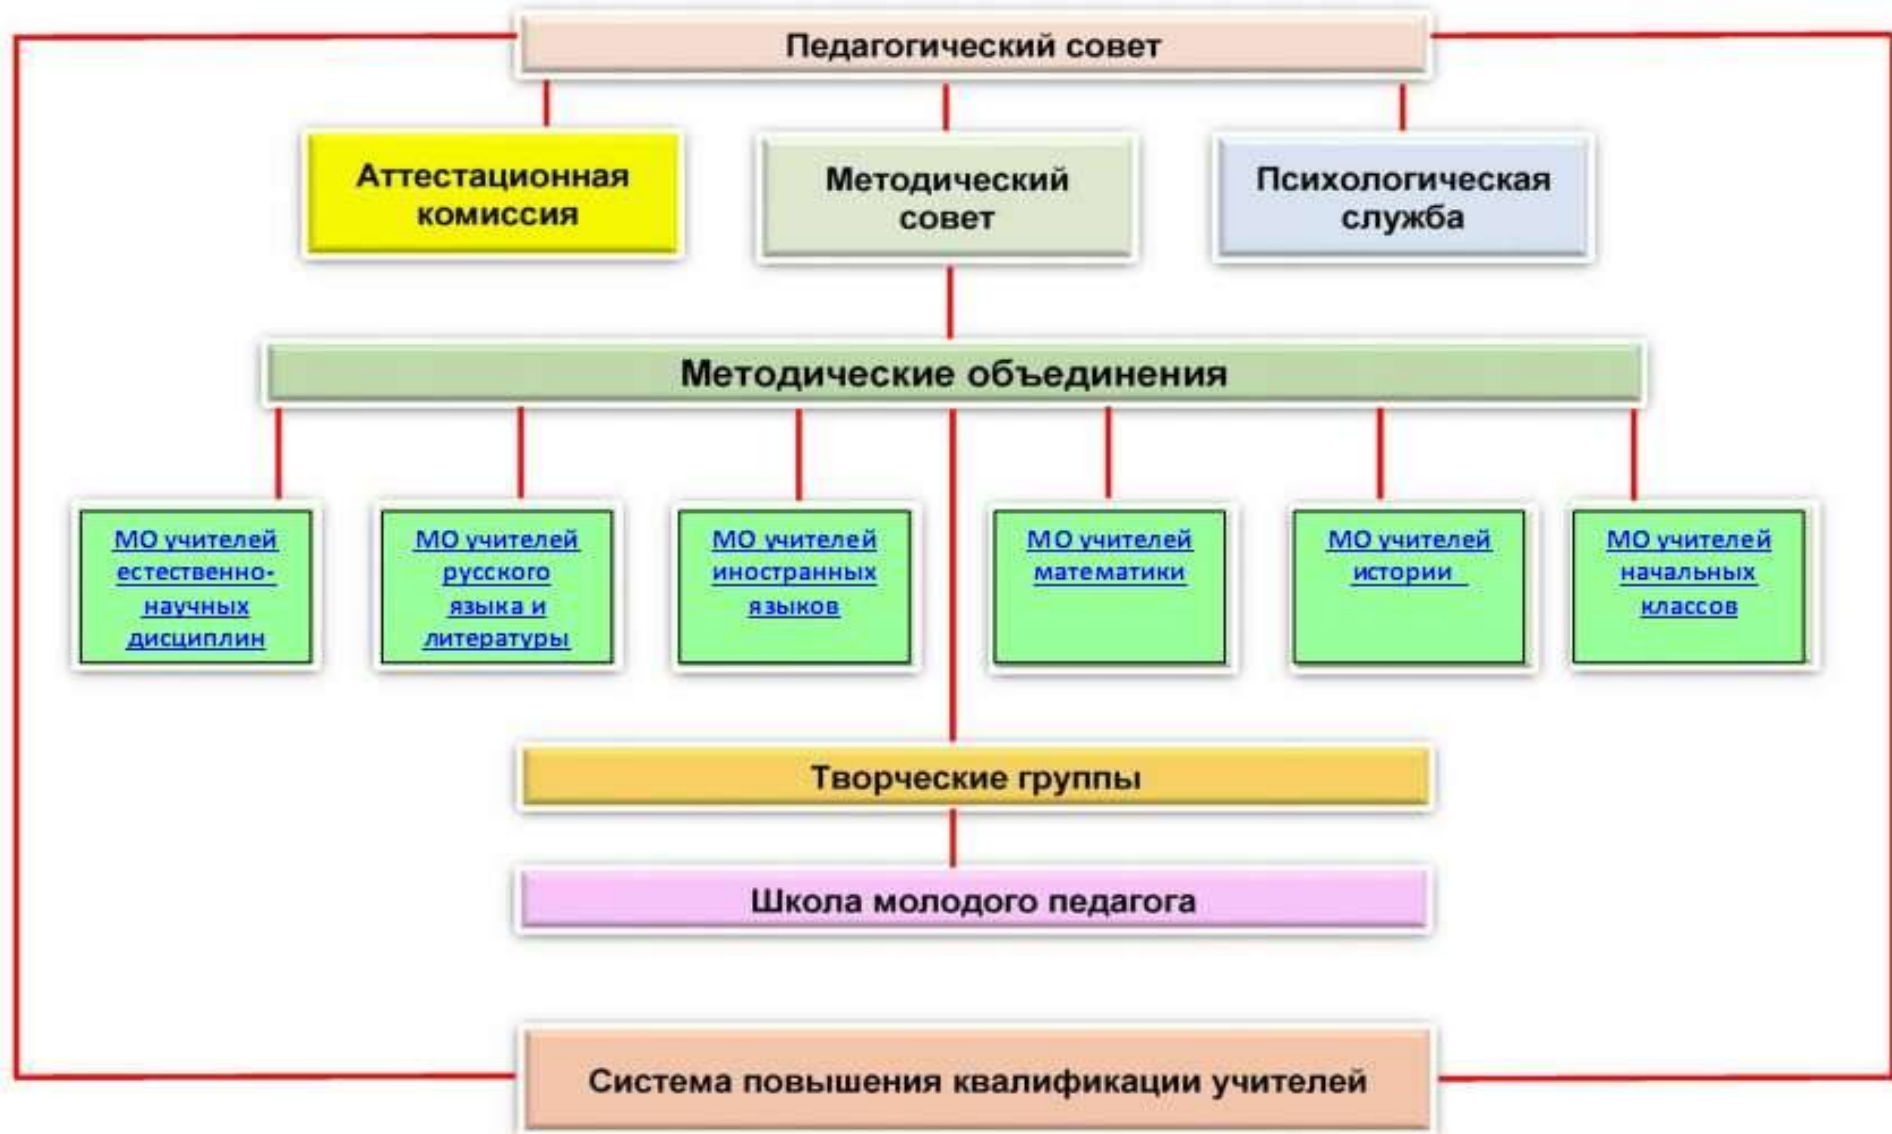 Педагогический совет
Аттестационная
комиссия
Методический
совет
Психологическая
служба
Методические объединения
МО учителей
естественно-
научных
дисциплин
МО учителей
русского
языка и
литературы
МО учителей
иностранных
языков
МО учителей
математики
МО учителей
истории
МО учителей
начальных
классов
Творческие группы
Школа молодого педагога
Система повышения квалификации учителей